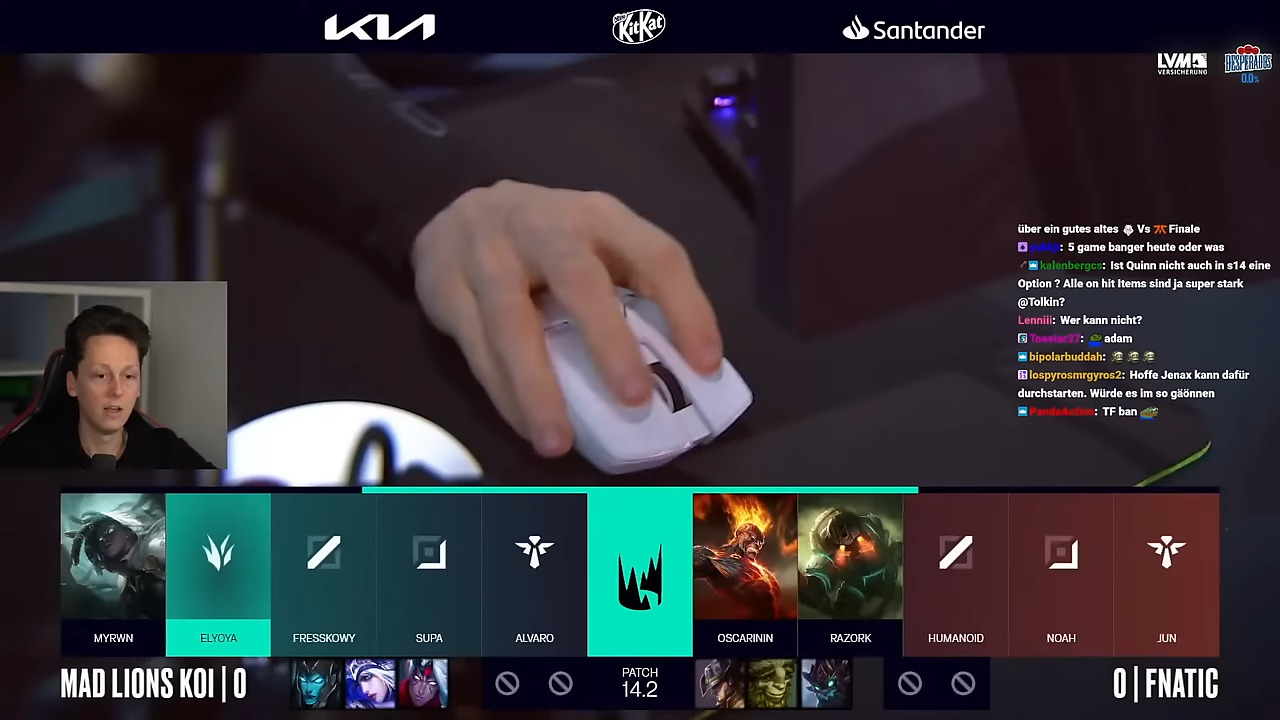 KIA
KitKat
Santander
LVM
VERSICHERUNG
DESPERADOS
0.0%
über ein gutes altes Vs Finale
5 game banger heute oder was
kalenbergcs: Ist Quinn nicht auch in s14 eine
Option ? Alle on hit Items sind ja super stark
@Tolkin?
Lenniii: Wer kann nicht?
Toastar27: adam
bipolarbuddah:
lospyrosmrgyros2: Hoffe Jenax kann dafür
durchstarten. Würde es im so gäönnen
PandaAction: TF ban
MYRWN
ELYOYA
FRESSKOWY
SUPA
ALVARO
OSCARININ
RAZORK
HUMANOID
NOAH
JUN
MAD LIONS KOI | 0
PATCH
14.2
0 | FNATIC